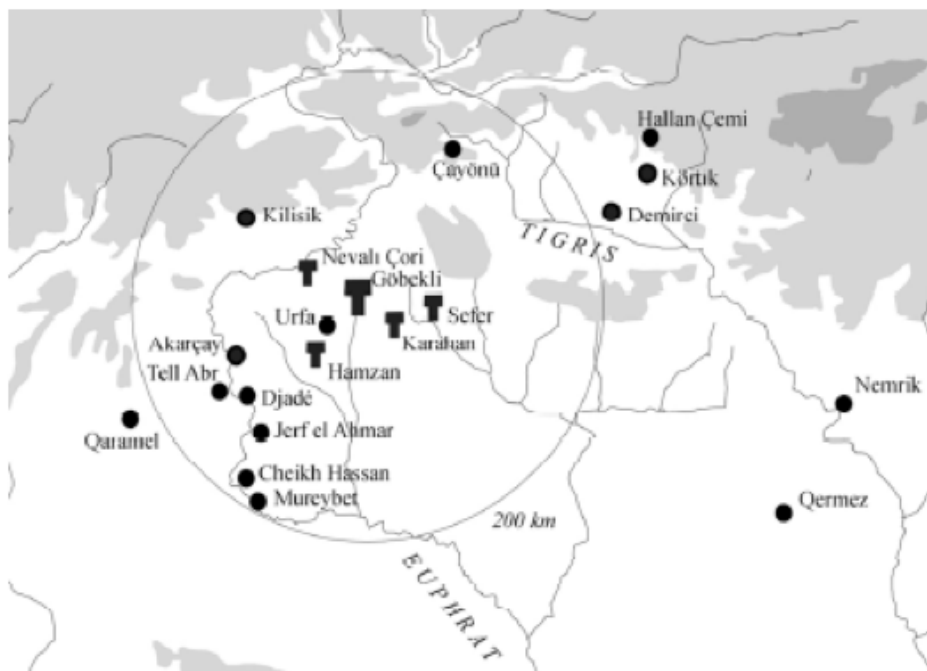 Hallan Çemi
Çayönü
Körtik
Kilisik
Demirci
TIGRIS
Nevalı Çori
Göbekli
Urfa
Sefer
Karahan
Akarçay
Hamzan
Tell Abr
Djadé
Nemrik
Qaramel
Jerf el Ahmar
Cheikh Hassan
Mureybet
200 km
Qermez
EUPHRAT